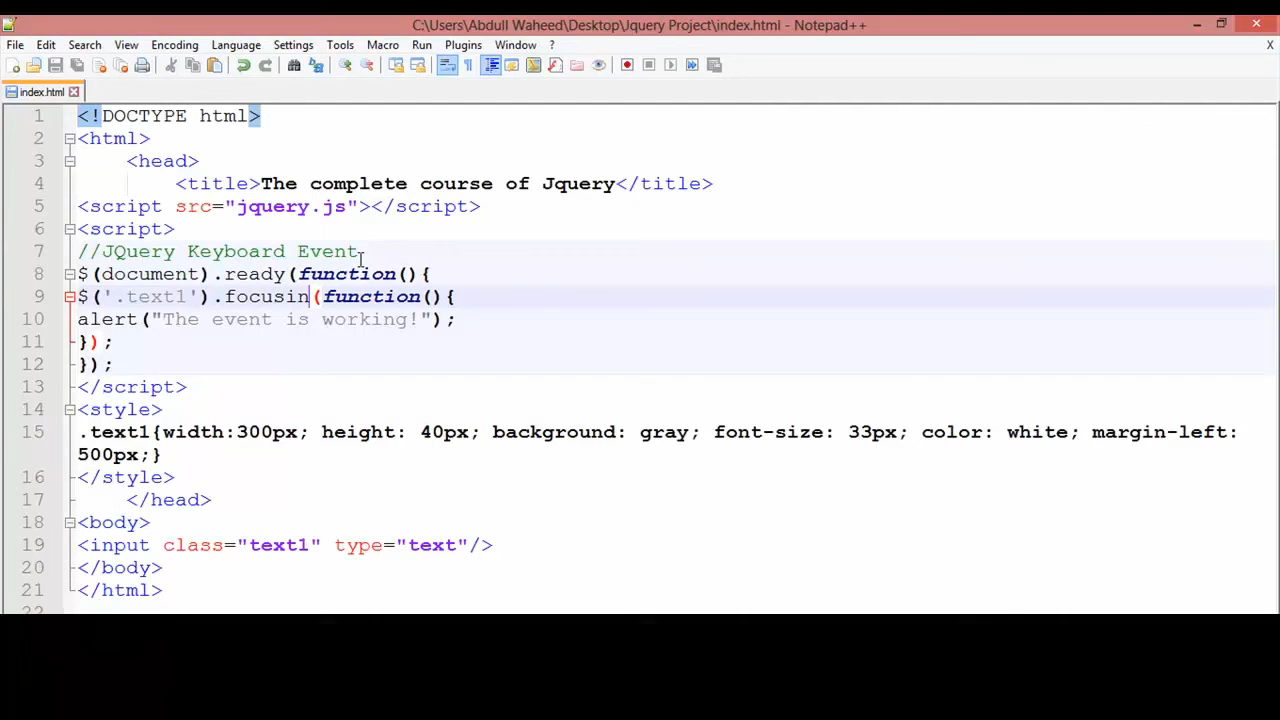 C:\Users\Abdull Waheed\Desktop\Jquery Project\index.html - Notepad++
File Edit Search View Encoding Language Settings Tools Macro Run Plugins Window ? X
index.html
1 <!DOCTYPE html>
2 <html>
3 <head>
4 <title>The complete course of Jquery</title>
5 <script src="jquery.js"></script>
6 <script>
7 //JQuery Keyboard Event
8 $(document).ready(function(){
9 $('.text1').focusin(function(){
10 alert("The event is working!");
11 });
12 });
13 </script>
14 <style>
15 .text1{width:300px; height: 40px; background: gray; font-size: 33px; color: white; margin-left:
500px;}
16 </style>
17 </head>
18 <body>
19 <input class="text1" type="text"/>
20 </body>
21 </html>
22